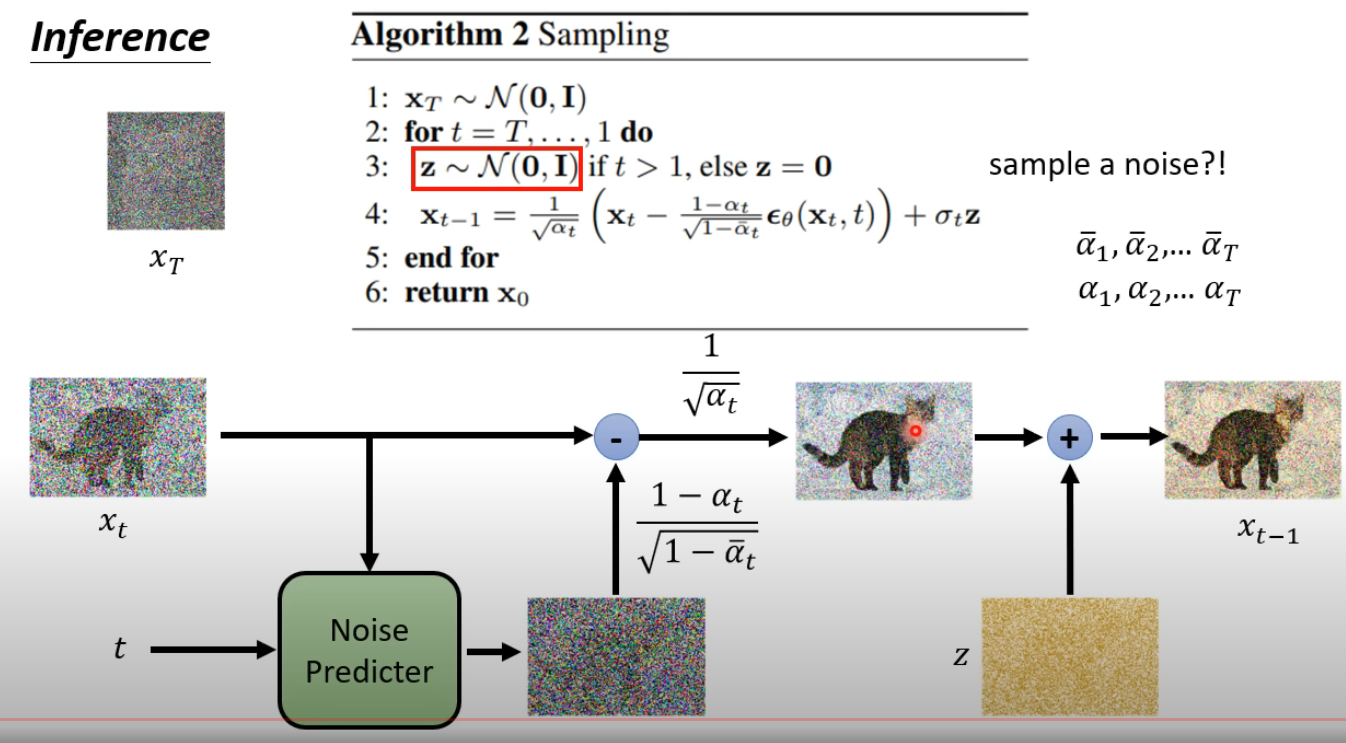 Inference
Algorithm 2 Sampling
1: x_T ∼ 𝒩(0, I)
2: for t = T, . . . , 1 do
3: z ∼ 𝒩(0, I) if t > 1, else z = 0
4: x_{t−1} = 1/√α_t (x_t − (1−α_t)/√(1−ᾱ_t) ϵ_θ(x_t, t)) + σ_t z
5: end for
6: return x_0
sample a noise?!
ᾱ_1, ᾱ_2,... ᾱ_T
α_1, α_2,... α_T
x_T
1/√α_t
-
+
x_t
(1 − α_t)/√(1 − ᾱ_t)
x_{t−1}
t
Noise
Predicter
z